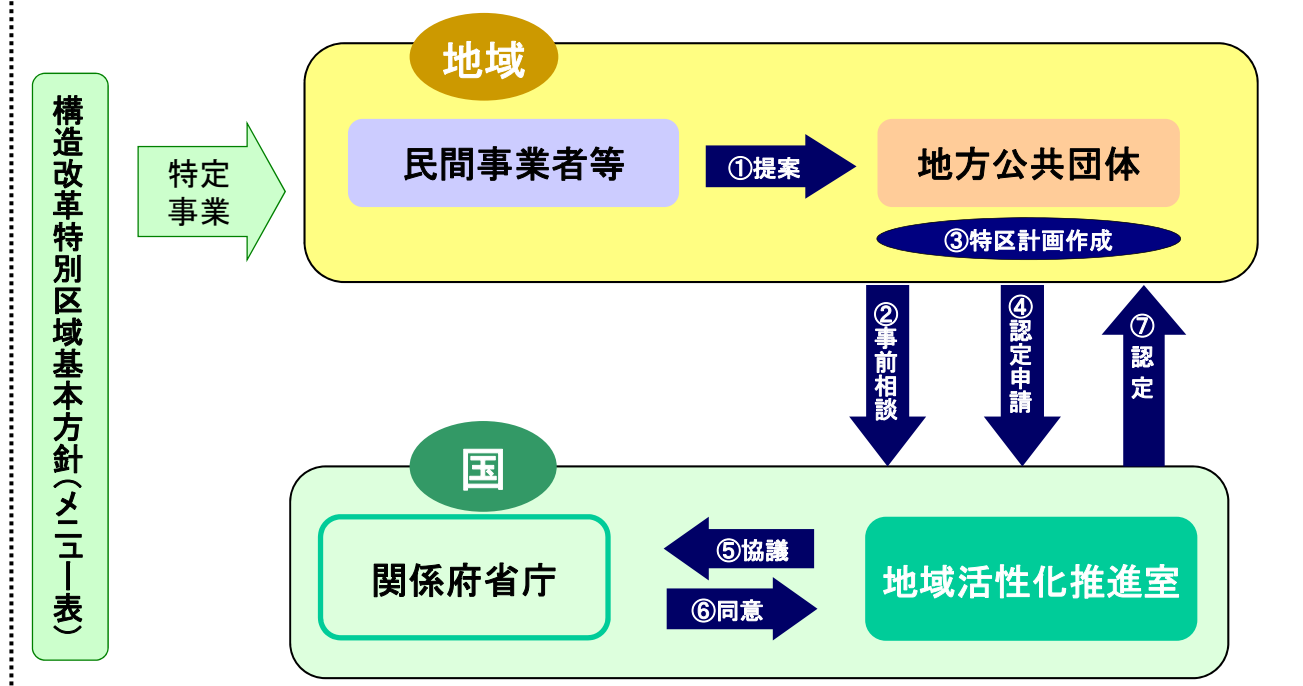 構造改革特別区域基本方針（メニュー表）
特定
事業
地域
民間事業者等
①提案
地方公共団体
③特区計画作成
②事前相談
④認定申請
⑦認定
国
関係府省庁
⑤協議
⑥同意
地域活性化推進室